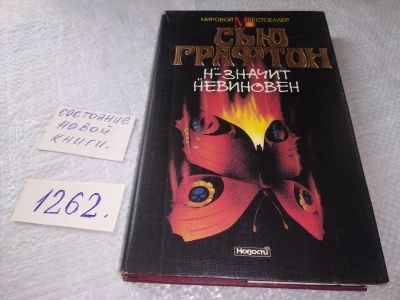 МИРОВОЙ БЕСТСЕЛЛЕР
СЬЮ
ГРАФТОН
"Н"-ЗНАЧИТ
НЕВИНОВЕН
состояние
новой
книги.
1262.
Новости